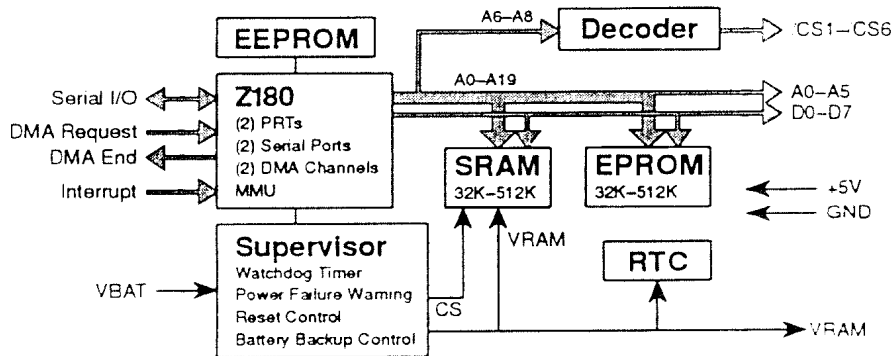 A6–A8
Decoder
/CS1–CS6
EEPROM
A0–A19
A0–A5
D0–D7
Serial I/O
DMA Request
DMA End
Interrupt
Z180
(2) PRTs
(2) Serial Ports
(2) DMA Channels
MMU
SRAM
32K–512K
EPROM
32K–512K
+5V
GND
Supervisor
Watchdog Timer
Power Failure Warning
Reset Control
Battery Backup Control
VBAT
CS
VRAM
RTC
VRAM